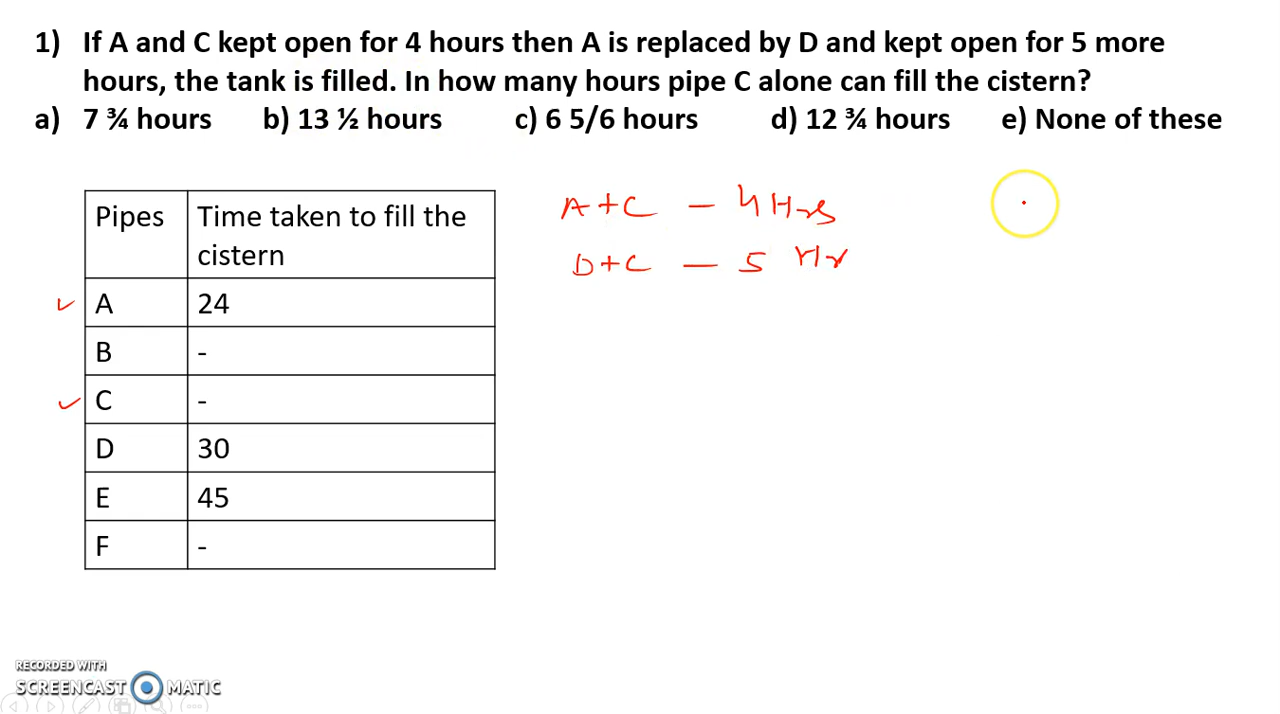 1) If A and C kept open for 4 hours then A is replaced by D and kept open for 5 more
hours, the tank is filled. In how many hours pipe C alone can fill the cistern?
a) 7 ¾ hours b) 13 ½ hours c) 6 5/6 hours d) 12 ¾ hours e) None of these
Pipes Time taken to fill the
cistern
A 24
B -
C -
D 30
E 45
F -
A+C — 4 Hrs
D+C — 5 Hr
RECORDED WITH
SCREENCAST MATIC